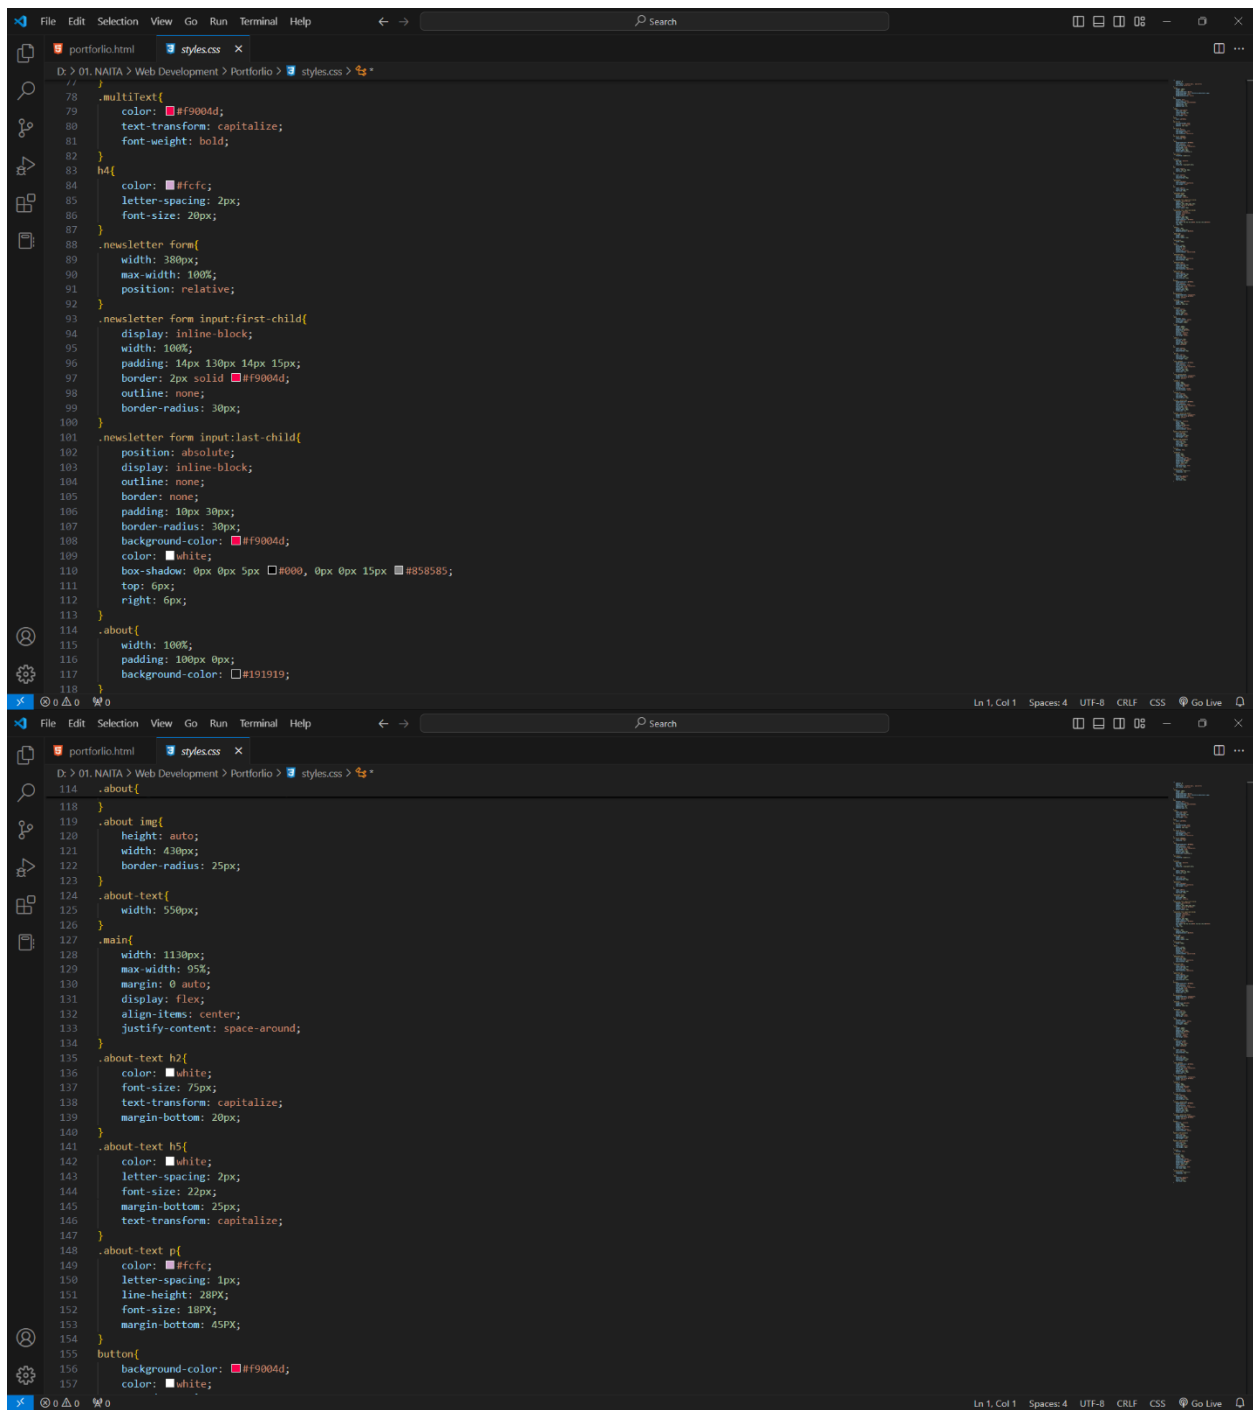 File Edit Selection View Go Run Terminal Help Search
portforlio.html styles.css
D: > 01. NAITA > Web Development > Portforlio > styles.css > *
77 }
78 .multiText{
79 color: #f9004d;
80 text-transform: capitalize;
81 font-weight: bold;
82 }
83 h4{
84 color: #fcfc;
85 letter-spacing: 2px;
86 font-size: 20px;
87 }
88 .newsletter form{
89 width: 380px;
90 max-width: 100%;
91 position: relative;
92 }
93 .newsletter form input:first-child{
94 display: inline-block;
95 width: 100%;
96 padding: 14px 130px 14px 15px;
97 border: 2px solid #f9004d;
98 outline: none;
99 border-radius: 30px;
100 }
101 .newsletter form input:last-child{
102 position: absolute;
103 display: inline-block;
104 outline: none;
105 border: none;
106 padding: 10px 30px;
107 border-radius: 30px;
108 background-color: #f9004d;
109 color: white;
110 box-shadow: 0px 0px 5px #000, 0px 0px 15px #858585;
111 top: 6px;
112 right: 6px;
113 }
114 .about{
115 width: 100%;
116 padding: 100px 0px;
117 background-color: #191919;
118 }
0 0 0 Ln 1, Col 1 Spaces: 4 UTF-8 CRLF CSS Go Live
File Edit Selection View Go Run Terminal Help Search
portforlio.html styles.css
D: > 01. NAITA > Web Development > Portforlio > styles.css > *
114 .about{
118 }
119 .about img{
120 height: auto;
121 width: 430px;
122 border-radius: 25px;
123 }
124 .about-text{
125 width: 550px;
126 }
127 .main{
128 width: 1130px;
129 max-width: 95%;
130 margin: 0 auto;
131 display: flex;
132 align-items: center;
133 justify-content: space-around;
134 }
135 .about-text h2{
136 color: white;
137 font-size: 75px;
138 text-transform: capitalize;
139 margin-bottom: 20px;
140 }
141 .about-text h5{
142 color: white;
143 letter-spacing: 2px;
144 font-size: 22px;
145 margin-bottom: 25px;
146 text-transform: capitalize;
147 }
148 .about-text p{
149 color: #fcfc;
150 letter-spacing: 1px;
151 line-height: 28PX;
152 font-size: 18PX;
153 margin-bottom: 45PX;
154 }
155 button{
156 background-color: #f9004d;
157 color: white;
0 0 0 Ln 1, Col 1 Spaces: 4 UTF-8 CRLF CSS Go Live